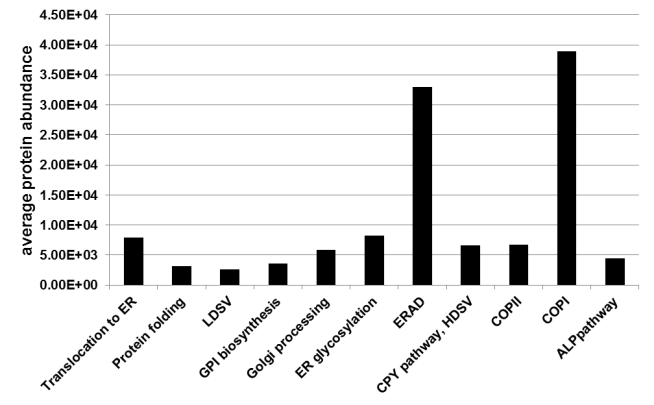 average protein abundance
4.50E+04
4.00E+04
3.50E+04
3.00E+04
2.50E+04
2.00E+04
1.50E+04
1.00E+04
5.00E+03
0.00E+00
Translocation to ER
Protein folding
LDSV
GPI biosynthesis
Golgi processing
ER glycosylation
ERAD
CPY pathway, HDSV
COPII
COPI
ALPpathway